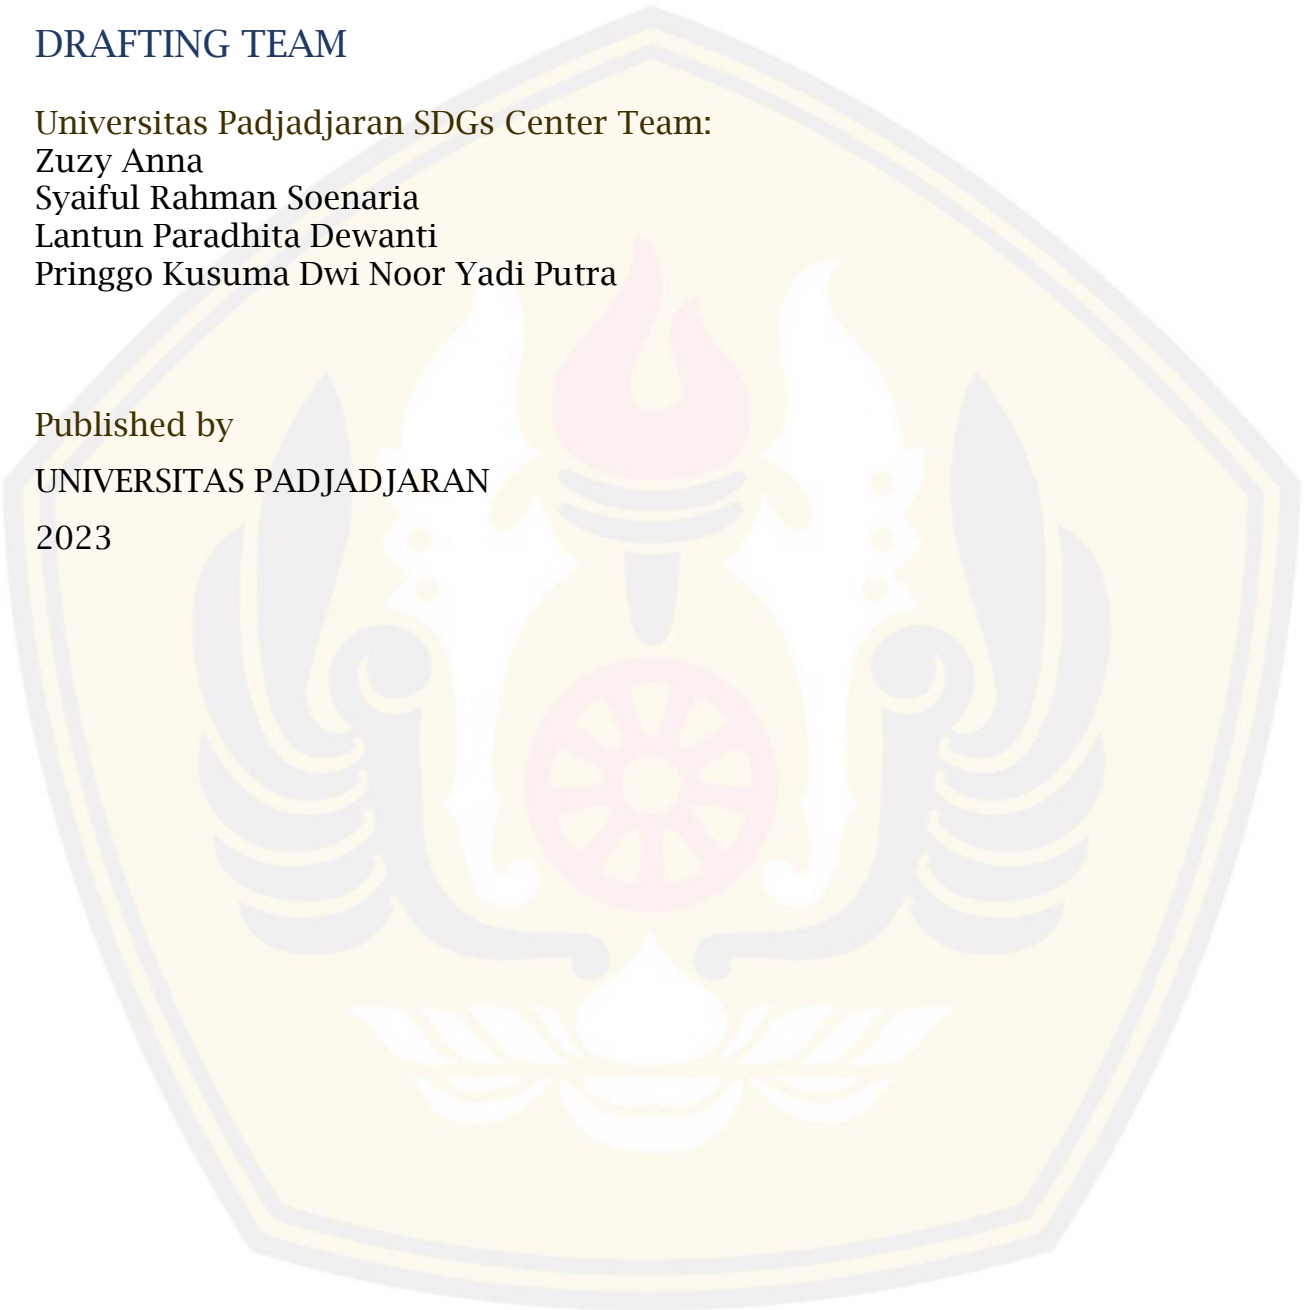 DRAFTING TEAM
Universitas Padjadjaran SDGs Center Team:
Zuzy Anna
Syaiful Rahman Soenaria
Lantun Paradhita Dewanti
Pringgo Kusuma Dwi Noor Yadi Putra
Published by
UNIVERSITAS PADJADJARAN
2023